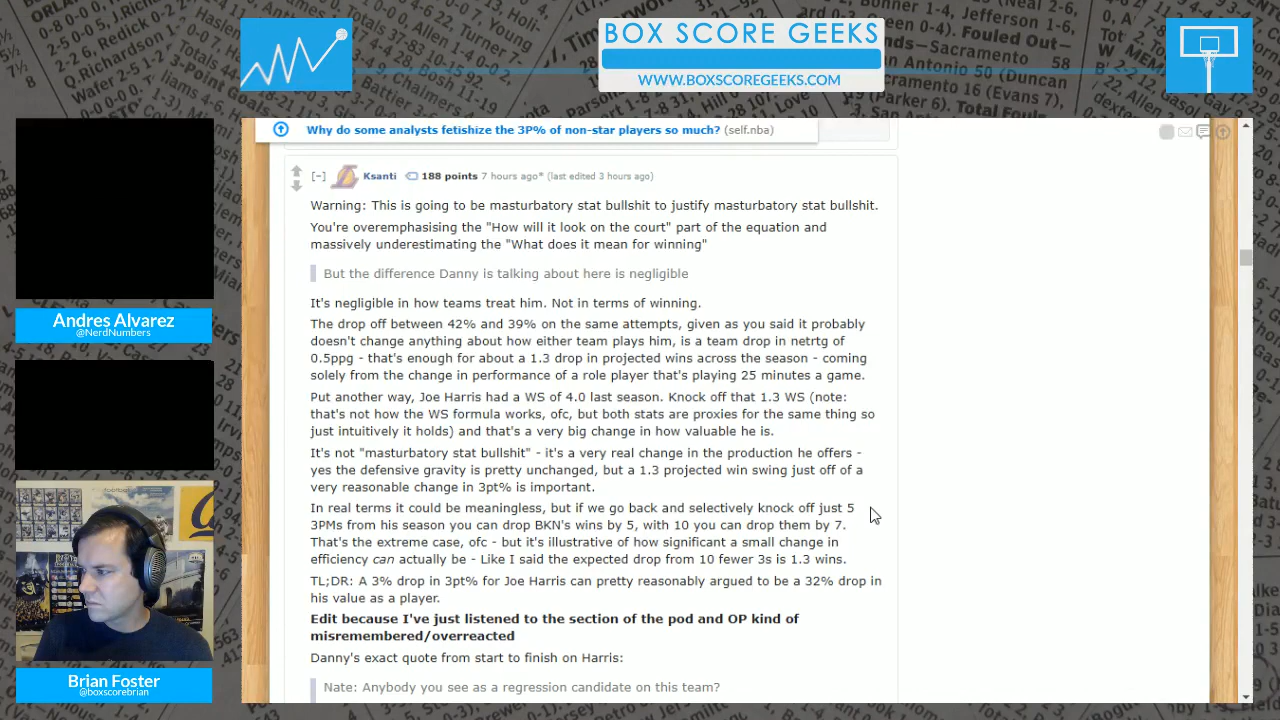 BOX SCORE GEEKS
WWW.BOXSCOREGEEKS.COM
Why do some analysts fetishize the 3P% of non-star players so much? (self.nba)
[–] Ksanti 188 points 7 hours ago* (last edited 3 hours ago)
Warning: This is going to be masturbatory stat bullshit to justify masturbatory stat bullshit.
You're overemphasising the "How will it look on the court" part of the equation and
massively underestimating the "What does it mean for winning"
But the difference Danny is talking about here is negligible
It's negligible in how teams treat him. Not in terms of winning.
The drop off between 42% and 39% on the same attempts, given as you said it probably
doesn't change anything about how either team plays him, is a team drop in netrtg of
0.5ppg - that's enough for about a 1.3 drop in projected wins across the season - coming
solely from the change in performance of a role player that's playing 25 minutes a game.
Put another way, Joe Harris had a WS of 4.0 last season. Knock off that 1.3 WS (note:
that's not how the WS formula works, ofc, but both stats are proxies for the same thing so
just intuitively it holds) and that's a very big change in how valuable he is.
It's not "masturbatory stat bullshit" - it's a very real change in the production he offers -
yes the defensive gravity is pretty unchanged, but a 1.3 projected win swing just off of a
very reasonable change in 3pt% is important.
In real terms it could be meaningless, but if we go back and selectively knock off just 5
3PMs from his season you can drop BKN's wins by 5, with 10 you can drop them by 7.
That's the extreme case, ofc - but it's illustrative of how significant a small change in
efficiency can actually be - Like I said the expected drop from 10 fewer 3s is 1.3 wins.
TL;DR: A 3% drop in 3pt% for Joe Harris can pretty reasonably argued to be a 32% drop in
his value as a player.
Edit because I've just listened to the section of the pod and OP kind of
misremembered/overreacted
Danny's exact quote from start to finish on Harris:
Nate: Anybody you see as a regression candidate on this team?
Andres Alvarez
@NerdNumbers
Brian Foster
@boxscorebrian